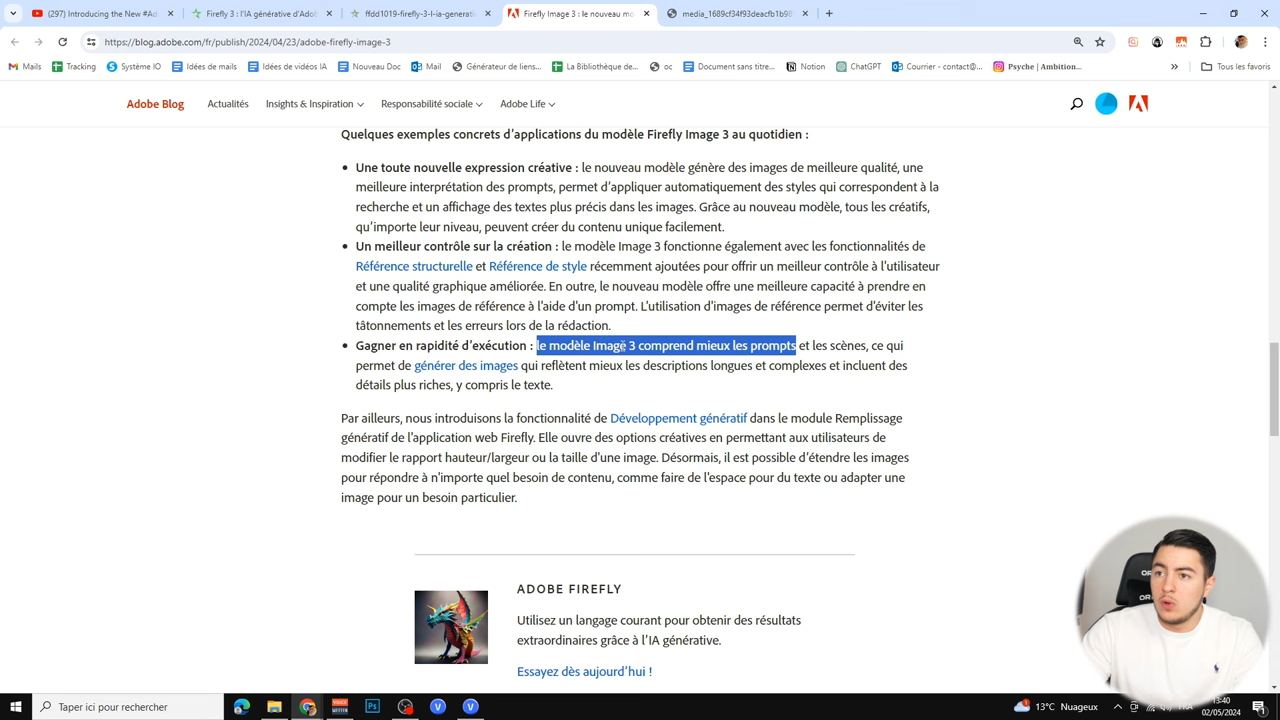 (297) Introducing the New #Ado
Firefly 3 : l'IA générative d'Adob
ffdd1019-firefly-3-l-ia-generati
Firefly Image 3 : le nouveau mo
media_1689cf34f93deacfb1b98
https://blog.adobe.com/fr/publish/2024/04/23/adobe-firefly-image-3
Mails
Tracking
Système IO
Idées de mails
Idées de vidéos IA
Nouveau Doc
Mail
Générateur de liens...
La Bibliothèque de...
oc
Document sans titre...
Notion
ChatGPT
Courrier - contact@...
Psyche | Ambition...
Tous les favoris
Adobe Blog
Actualités
Insights & Inspiration
Responsabilité sociale
Adobe Life
Quelques exemples concrets d'applications du modèle Firefly Image 3 au quotidien :
Une toute nouvelle expression créative : le nouveau modèle génère des images de meilleure qualité, une
meilleure interprétation des prompts, permet d'appliquer automatiquement des styles qui correspondent à la
recherche et un affichage des textes plus précis dans les images. Grâce au nouveau modèle, tous les créatifs,
qu'importe leur niveau, peuvent créer du contenu unique facilement.
Un meilleur contrôle sur la création : le modèle Image 3 fonctionne également avec les fonctionnalités de
Référence structurelle et Référence de style récemment ajoutées pour offrir un meilleur contrôle à l'utilisateur
et une qualité graphique améliorée. En outre, le nouveau modèle offre une meilleure capacité à prendre en
compte les images de référence à l'aide d'un prompt. L'utilisation d'images de référence permet d'éviter les
tâtonnements et les erreurs lors de la rédaction.
Gagner en rapidité d'exécution : le modèle Image 3 comprend mieux les prompts et les scènes, ce qui
permet de générer des images qui reflètent mieux les descriptions longues et complexes et incluent des
détails plus riches, y compris le texte.
Par ailleurs, nous introduisons la fonctionnalité de Développement génératif dans le module Remplissage
génératif de l'application web Firefly. Elle ouvre des options créatives en permettant aux utilisateurs de
modifier le rapport hauteur/largeur ou la taille d'une image. Désormais, il est possible d'étendre les images
pour répondre à n'importe quel besoin de contenu, comme faire de l'espace pour du texte ou adapter une
image pour un besoin particulier.
ADOBE FIREFLY
Utilisez un langage courant pour obtenir des résultats
extraordinaires grâce à l'IA générative.
Essayez dès aujourd'hui !
Taper ici pour rechercher
13°C Nuageux
FR
13:40
02/05/2024